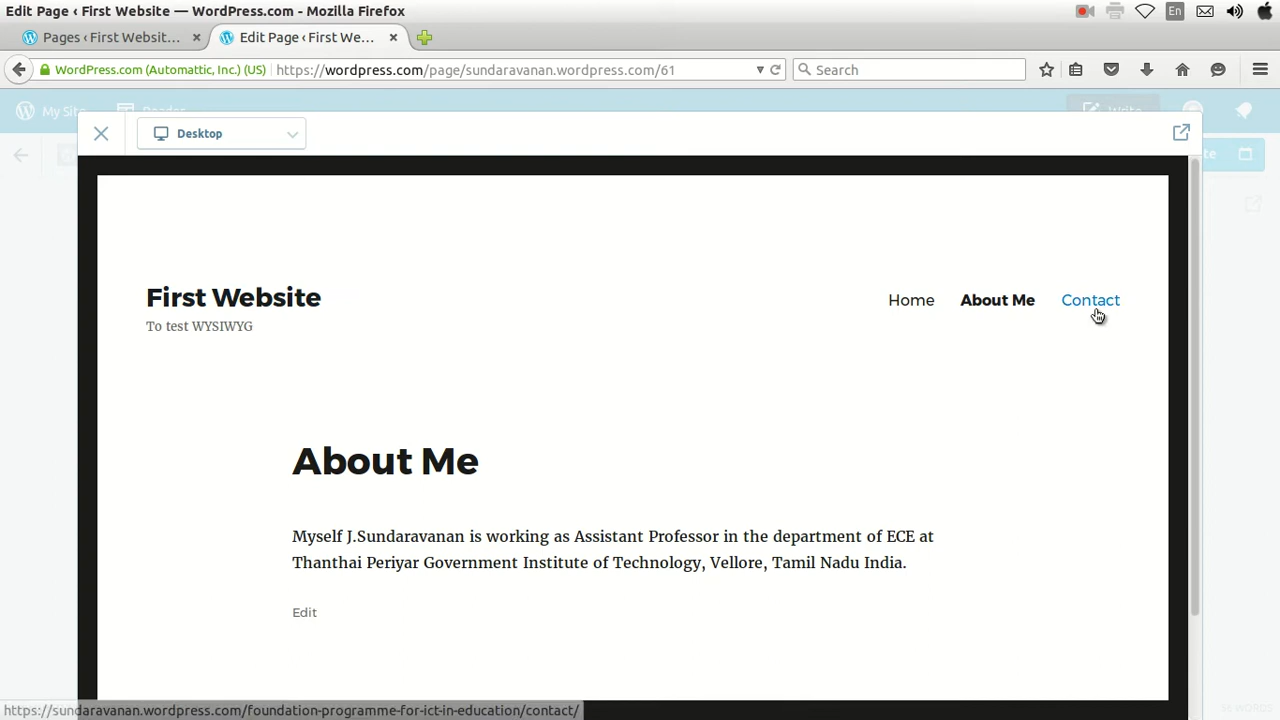 Edit Page ‹ First Website — WordPress.com - Mozilla Firefox
En
Pages ‹ First Websit... ×
Edit Page ‹ First We... ×
WordPress.com (Automattic, Inc.) (US) https://wordpress.com/page/sundaravanan.wordpress.com/61
Search
My Site Reader Write
Desktop
First Website
To test WYSIWYG
Home About Me Contact
About Me
Myself J.Sundaravanan is working as Assistant Professor in the department of ECE at
Thanthai Periyar Government Institute of Technology, Vellore, Tamil Nadu India.
Edit
https://sundaravanan.wordpress.com/foundation-programme-for-ict-in-education/contact/